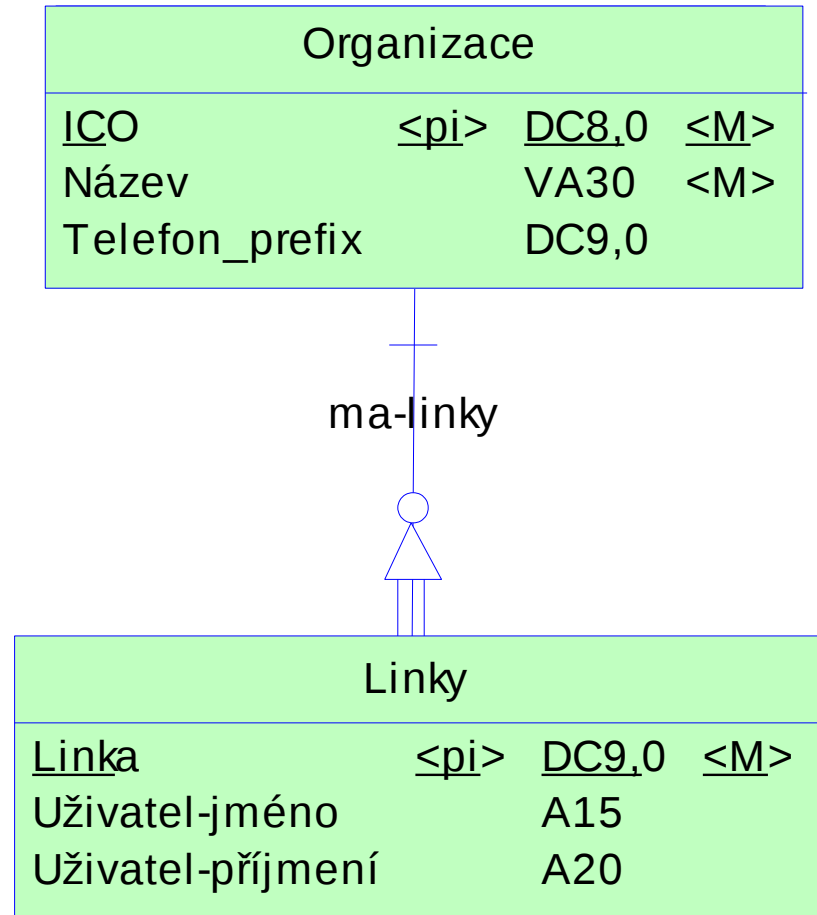 Organizace
ICO <pi> DC8,0 <M>
Název VA30 <M>
Telefon_prefix DC9,0
ma-linky
Linky
Linka <pi> DC9,0 <M>
Uživatel-jméno A15
Uživatel-příjmení A20